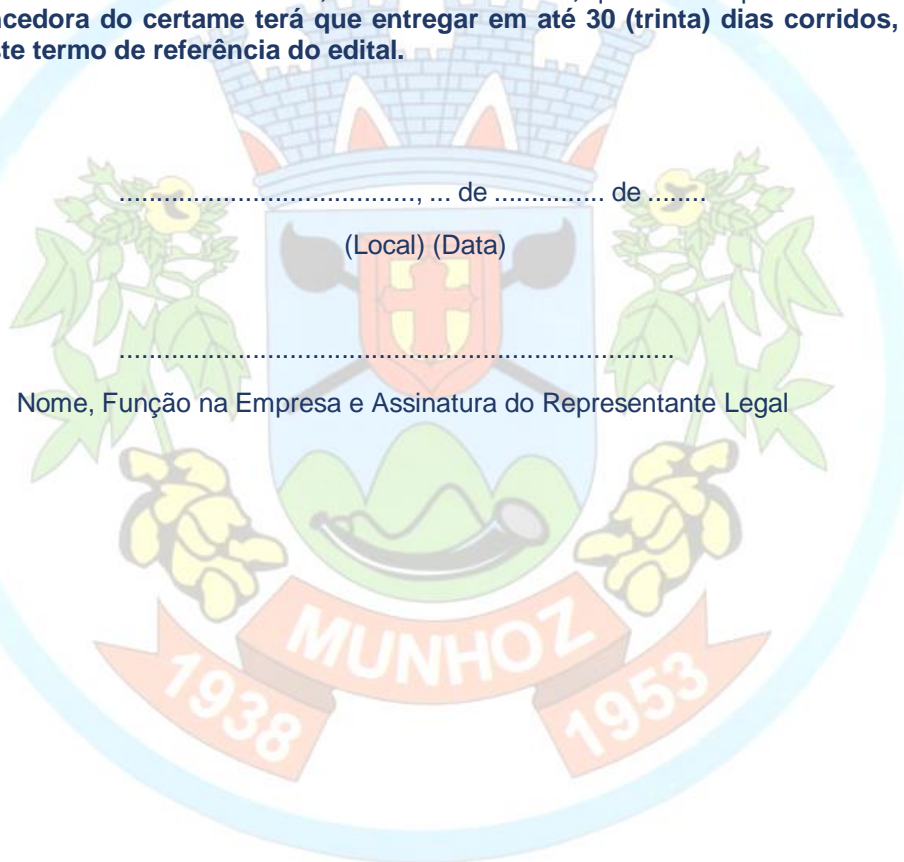 ncedora do certame terá que entregar em até 30 (trinta) dias corridos,
te termo de referência do edital.
........................................, ... de ............... de ........
(Local) (Data)
...........................................................................
Nome, Função na Empresa e Assinatura do Representante Legal
MUNHOZ
1938
1953